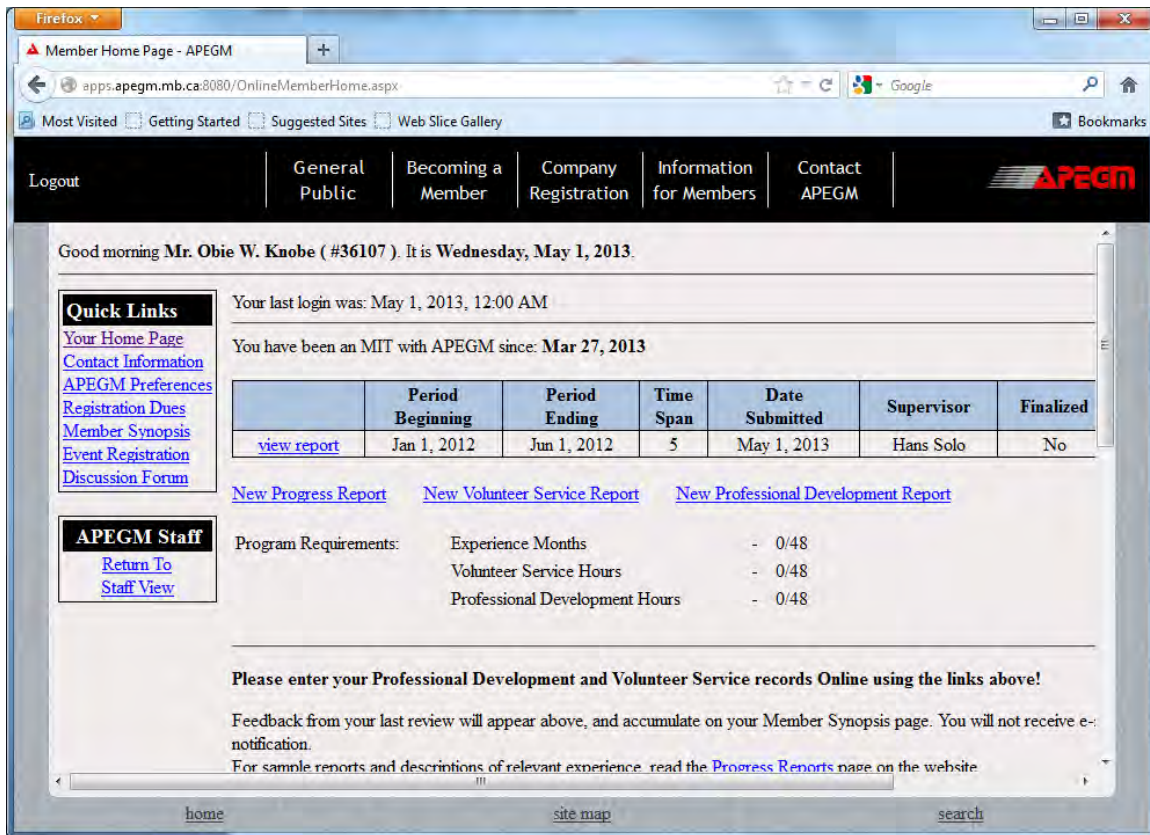 Firefox
Member Home Page - APEGM
apps.apegm.mb.ca:8080/OnlineMemberHome.aspx
Google
Most Visited Getting Started Suggested Sites Web Slice Gallery Bookmarks
Logout
General Public
Becoming a Member
Company Registration
Information for Members
Contact APEGM
APEGM
Good morning Mr. Obie W. Knobe ( #36107 ). It is Wednesday, May 1, 2013.
Quick Links
Your Home Page
Contact Information
APEGM Preferences
Registration Dues
Member Synopsis
Event Registration
Discussion Forum
APEGM Staff
Return To
Staff View
Your last login was: May 1, 2013, 12:00 AM
You have been an MIT with APEGM since: Mar 27, 2013
Period Beginning Period Ending Time Span Date Submitted Supervisor Finalized
view report Jan 1, 2012 Jun 1, 2012 5 May 1, 2013 Hans Solo No
New Progress Report New Volunteer Service Report New Professional Development Report
Program Requirements: Experience Months - 0/48
Volunteer Service Hours - 0/48
Professional Development Hours - 0/48
Please enter your Professional Development and Volunteer Service records Online using the links above!
Feedback from your last review will appear above, and accumulate on your Member Synopsis page. You will not receive e-
notification.
For sample reports and descriptions of relevant experience, read the Progress Reports page on the website
home site map search